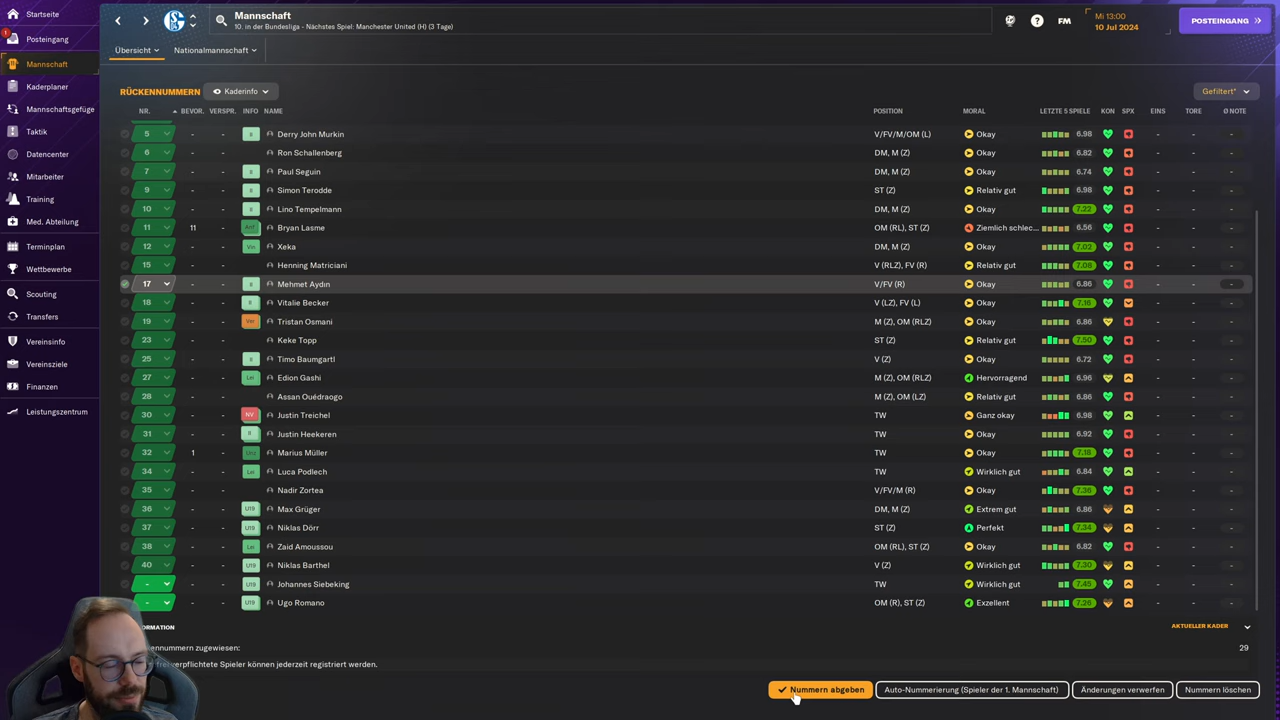 Startseite
Mannschaft
10. in der Bundesliga - Nächstes Spiel: Manchester United (H) (3 Tage)
?
FM
Mi 13:00
10 Jul 2024
POSTEINGANG
1
Posteingang
Mannschaft
Kaderplaner
Mannschaftsgefüge
Taktik
Datencenter
Mitarbeiter
Training
Med. Abteilung
Terminplan
Wettbewerbe
Scouting
Transfers
Vereinsinfo
Vereinsziele
Finanzen
Leistungszentrum
Übersicht
Nationalmannschaft
RÜCKENNUMMERN
Kaderinfo
Gefiltert*
NR. BEVOR. VERSPR. INFO NAME POSITION MORAL LETZTE 5 SPIELE KON SPX EINS TORE Ø NOTE
5 - - Derry John Murkin V/FV/M/OM (L) Okay 6.98 - - -
6 - - Ron Schallenberg DM, M (Z) Okay 6.82 - - -
7 - - Paul Seguin DM, M (Z) Okay 6.74 - - -
9 - - Simon Terodde ST (Z) Relativ gut 6.98 - - -
10 - - Lino Tempelmann DM, M (Z) Okay 7.22 - - -
11 11 - Anf Bryan Lasme OM (RL), ST (Z) Ziemlich schlec... 6.56 - - -
12 - - Vin Xeka DM, M (Z) Okay 7.02 - - -
15 - - Henning Matriciani V (RLZ), FV (R) Relativ gut 7.08 - - -
17 - - Mehmet Aydın V/FV (R) Okay 6.86 - - -
18 - - Vitalie Becker V (LZ), FV (L) Okay 7.16 - - -
19 - - Ver Tristan Osmani M (Z), OM (RLZ) Okay 6.86 - - -
23 - - Keke Topp ST (Z) Relativ gut 7.50 - - -
25 - - Timo Baumgartl V (Z) Okay 6.72 - - -
27 - - Lei Edion Gashi M (Z), OM (RLZ) Hervorragend 6.96 - - -
28 - - Assan Ouédraogo M (Z), OM (LZ) Relativ gut 6.86 - - -
30 - - NV Justin Treichel TW Ganz okay 6.98 - - -
31 - - Justin Heekeren TW Okay 6.92 - - -
32 1 - Marius Müller TW Okay 7.18 - - -
34 - - Lei Luca Podlech TW Wirklich gut 6.84 - - -
35 - - Nadir Zortea V/FV/M (R) Okay 7.36 - - -
36 - - U19 Max Grüger DM, M (Z) Extrem gut 6.86 - - -
37 - - U19 Niklas Dörr ST (Z) Perfekt 7.34 - - -
38 - - Lei Zaid Amoussou OM (RL), ST (Z) Okay 6.82 - - -
40 - - U19 Niklas Barthel V (Z) Wirklich gut 7.30 - - -
- - - U19 Johannes Siebeking TW Wirklich gut 7.45 - - -
- - - U19 Ugo Romano OM (R), ST (Z) Exzellent 7.26 - - -
AKTUELLER KADER
zugewiesen:
29
Spieler können jederzeit registriert werden.
Nummern abgeben
Auto-Nummerierung (Spieler der 1. Mannschaft)
Änderungen verwerfen
Nummern löschen